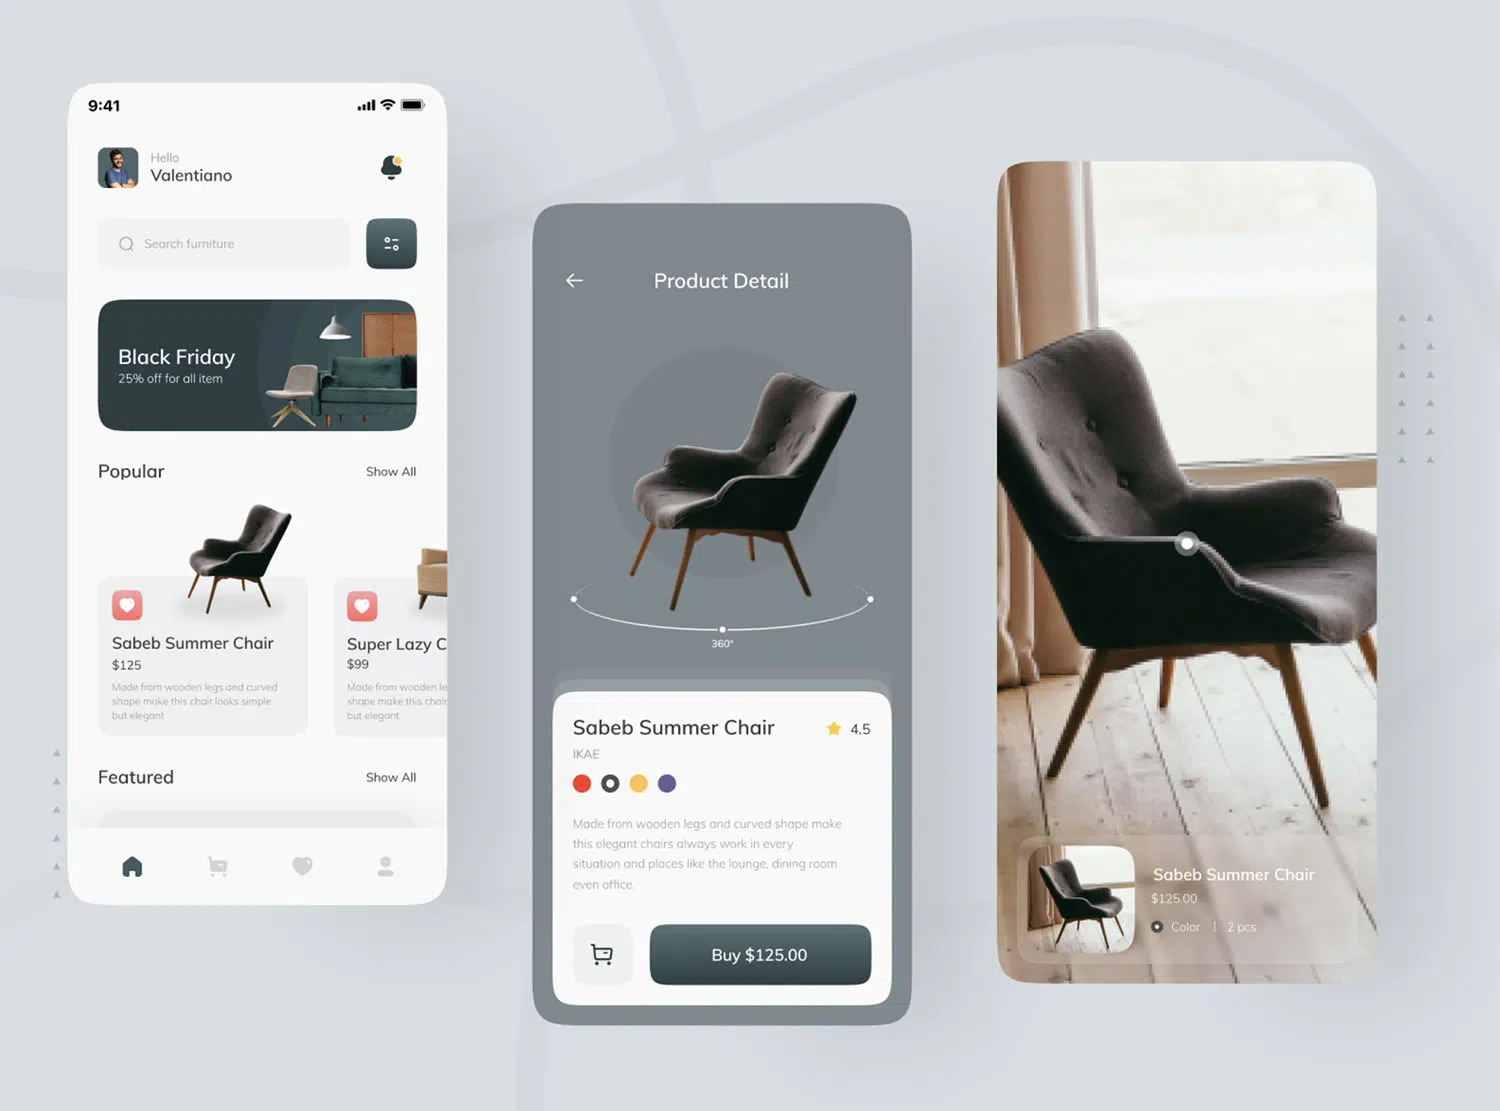 9:41
Hello
Valentiano
Search furniture
Black Friday
25% off for all item
Popular
Show All
Sabeb Summer Chair
$125
Made from wooden legs and curved
shape make this chair looks simple
but elegant
Super Lazy C
$99
Made from wooden le
shape make this chair
but elegant
Featured
Show All
Product Detail
360°
Sabeb Summer Chair
4.5
IKAE
Made from wooden legs and curved shape make
this elegant chairs always work in every
situation and places like the lounge, dining room
even office.
Buy $125.00
Sabeb Summer Chair
$125.00
Color | 2 pcs